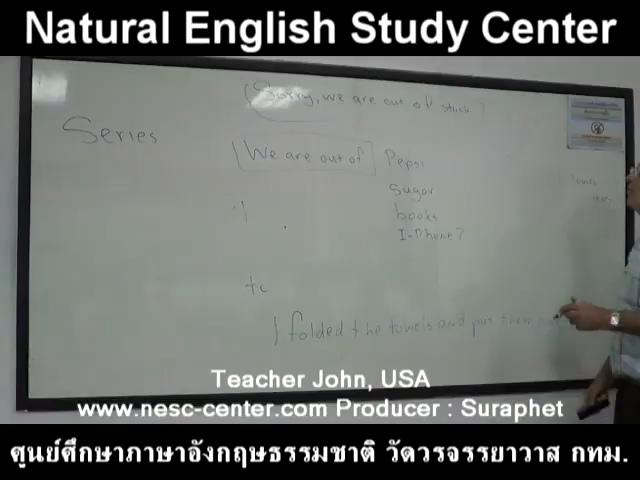 Natural English Study Center
Sorry, we are out of stuck?
Series
We are out of Pepsi
sugar
books
I-Phone 7
to
I folded the towels and put them
Teacher John, USA
www.nesc-center.com Producer : Suraphet
ศูนย์ศึกษาภาษาอังกฤษธรรมชาติ วัดวรจรรยาวาส กทม.